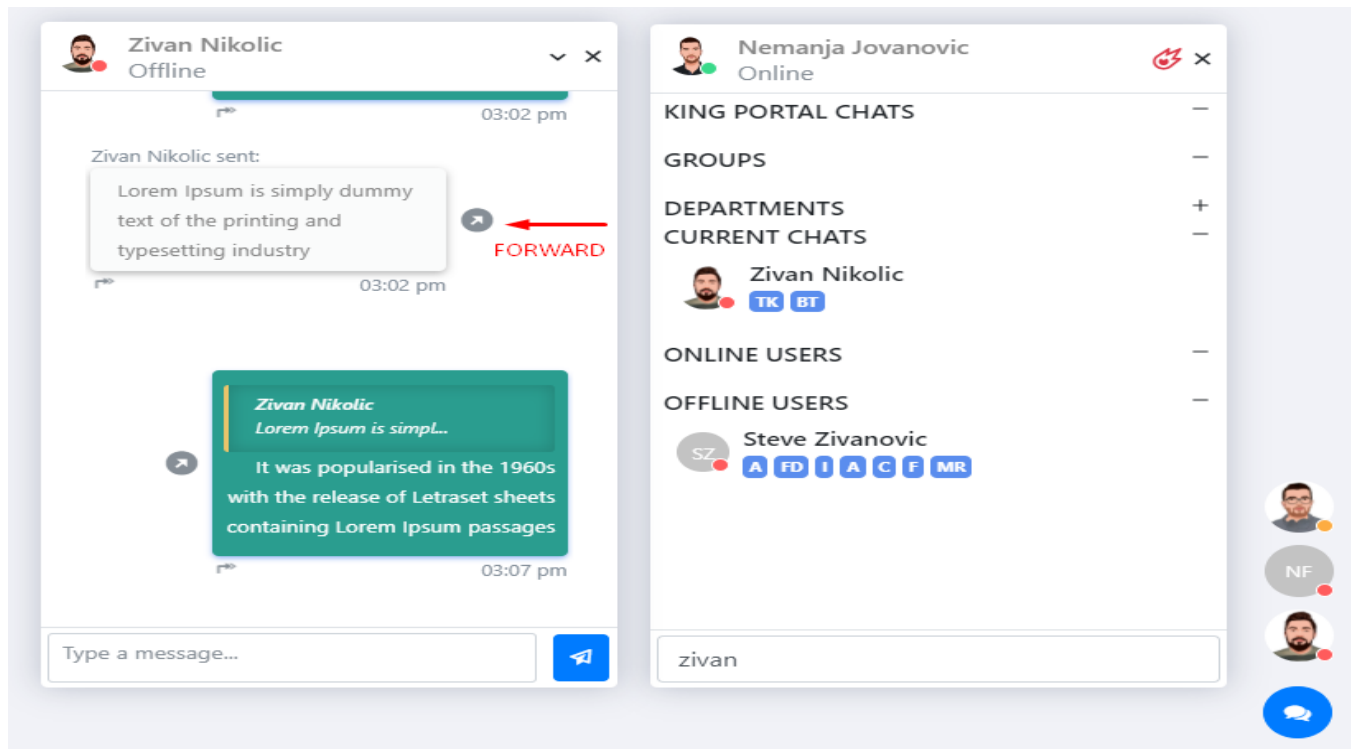 Zivan Nikolic
Offline
03:02 pm
Zivan Nikolic sent:
Lorem Ipsum is simply dummy
text of the printing and
typesetting industry
FORWARD
03:02 pm
Zivan Nikolic
Lorem Ipsum is simpl...
It was popularised in the 1960s
with the release of Letraset sheets
containing Lorem Ipsum passages
03:07 pm
Type a message...
Nemanja Jovanovic
Online
KING PORTAL CHATS
GROUPS
DEPARTMENTS
CURRENT CHATS
Zivan Nikolic
TK BT
ONLINE USERS
OFFLINE USERS
SZ
Steve Zivanovic
A FD I A C F MR
zivan
NF